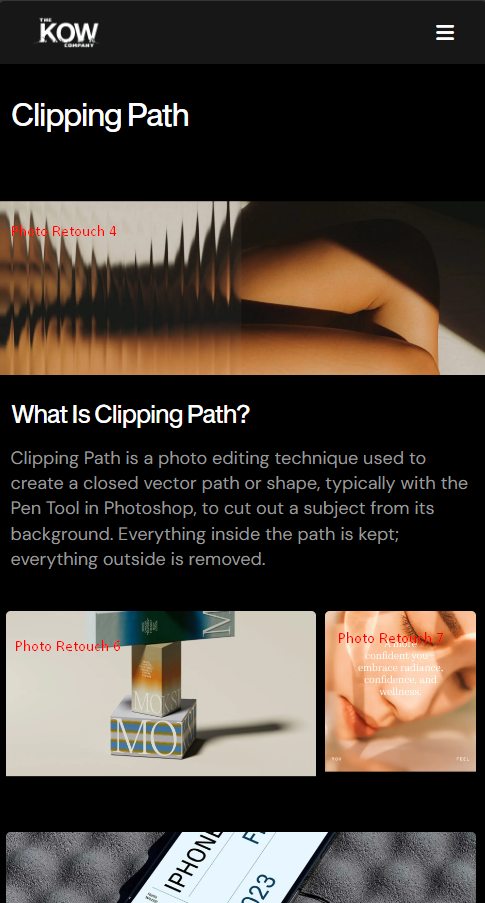 THE
KOW
COMPANY
Clipping Path
Photo Retouch 4
What Is Clipping Path?
Clipping Path is a photo editing technique used to
create a closed vector path or shape, typically with the
Pen Tool in Photoshop, to cut out a subject from its
background. Everything inside the path is kept;
everything outside is removed.
Photo Retouch 6
MO
Photo Retouch 7
A more
confident you -
embrace radiance,
confidence, and
wellness.
YOU
FEEL
IPHONE